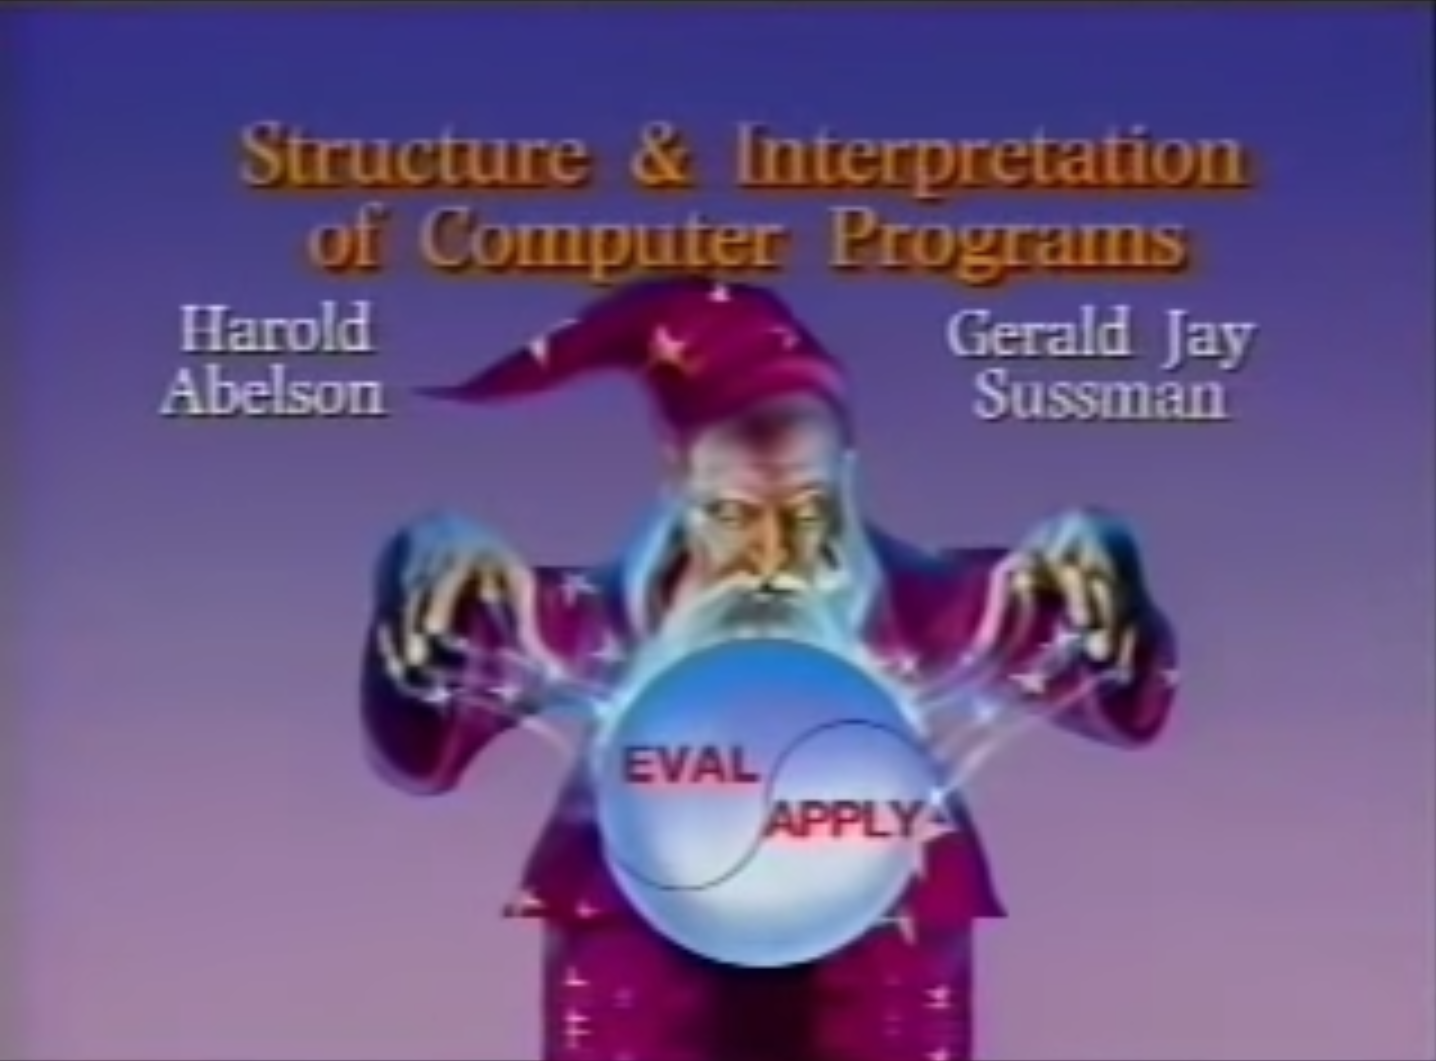 Structure & Interpretation
of Computer Programs
Harold
Abelson
Gerald Jay
Sussman
EVAL
APPLY